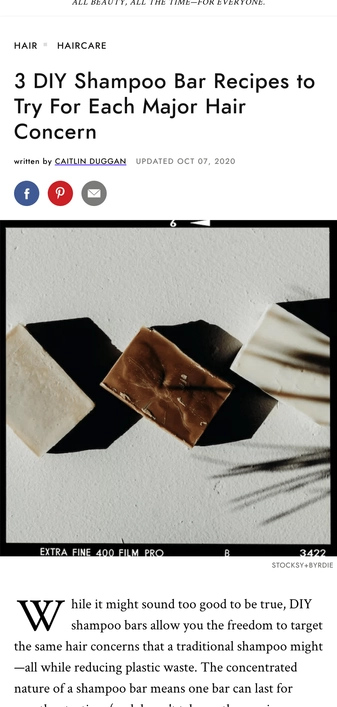 ALL BEAUTY, ALL THE TIME—FOR EVERYONE.
HAIR HAIRCARE
3 DIY Shampoo Bar Recipes to
Try For Each Major Hair
Concern
written by CAITLIN DUGGAN UPDATED OCT 07, 2020
6
EXTRA FINE 400 FILM PRO 8 3422
STOCKSY+BYRDIE
While it might sound too good to be true, DIY
shampoo bars allow you the freedom to target
the same hair concerns that a traditional shampoo might
—all while reducing plastic waste. The concentrated
nature of a shampoo bar means one bar can last for